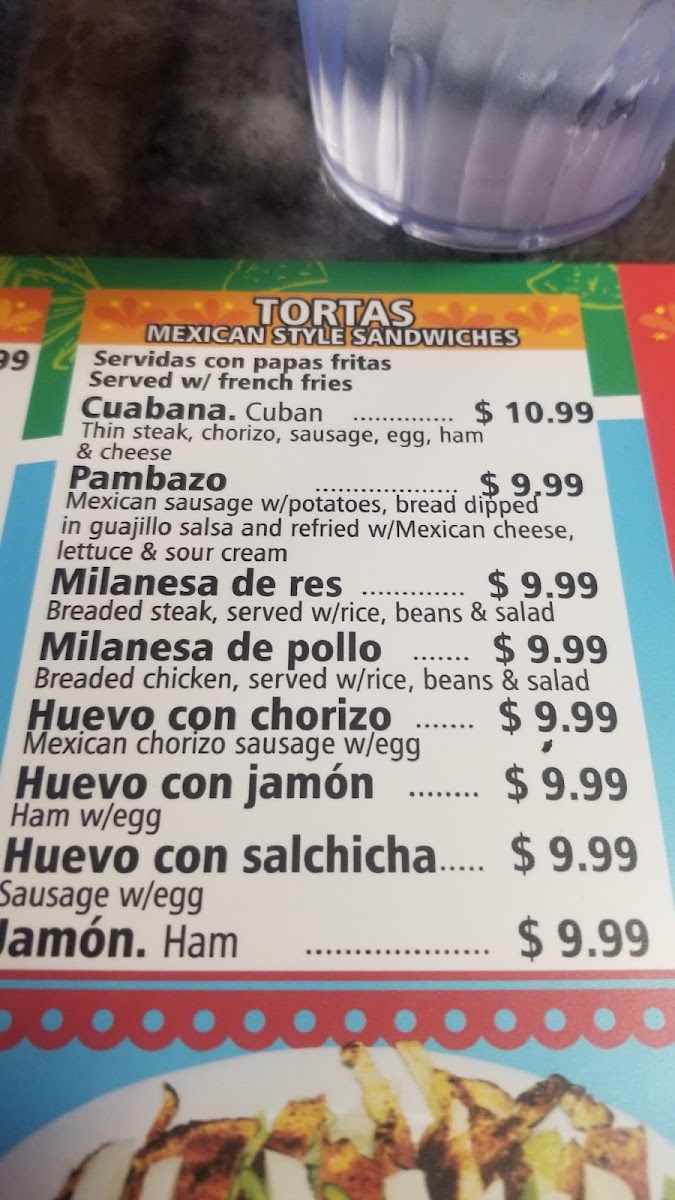 TORTAS
MEXICAN STYLE SANDWICHES
99
Servidas con papas fritas
Served w/ french fries
Cuabana. Cuban .............. $ 10.99
Thin steak, chorizo, sausage, egg, ham
& cheese
Pambazo .................... $ 9.99
Mexican sausage w/potatoes, bread dipped
in guajillo salsa and refried w/Mexican cheese,
lettuce & sour cream
Milanesa de res ............. $ 9.99
Breaded steak, served w/rice, beans & salad
Milanesa de pollo ....... $ 9.99
Breaded chicken, served w/rice, beans & salad
Huevo con chorizo ....... $ 9.99
Mexican chorizo sausage w/egg
Huevo con jamón ........ $ 9.99
Ham w/egg
Huevo con salchicha..... $ 9.99
Sausage w/egg
Jamón. Ham ................... $ 9.99